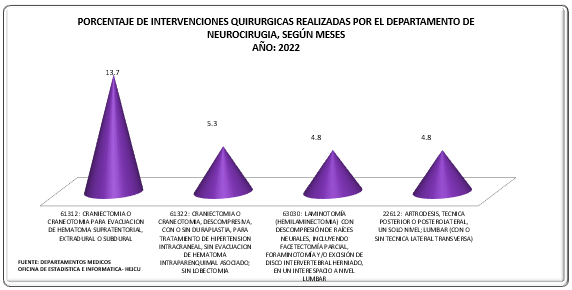 PORCENTAJE DE INTERVENCIONES QUIRURGICAS REALIZADAS POR EL DEPARTAMENTO DE
NEUROCIRUGIA, SEGÚN MESES
AÑO: 2022
13.7
5.3
4.8
4.8
61312: CRANIECTOMIA O
CRANEOTOMIA PARA EVACUACION
DE HEMATOMA SUPRATENTORIAL,
EXTRADURAL O SUBDURAL
61322: CRANIECTOMIA O
CRANEOTOMIA, DESCOMPRESIVA,
CON O SIN DURAPLASTIA, PARA
TRATAMIENTO DE HIPERTENSION
INTRACRANEAL, SIN EVACUACION
DE HEMATOMA
INTRAPARENQUIMAL ASOCIADO;
SIN LOBECTOMIA
63030: LAMINOTOMÍA
(HEMILAMINECTOMIA) CON
DESCOMPRESIÓN DE RAÍCES
NEURALES, INCLUYENDO
FACETECTOMÍA PARCIAL,
FORAMINOTOMÍA Y/O EXCISIÓN DE
DISCO INTERVERTEBRAL HERNIADO,
EN UN INTERESPACIO A NIVEL
LUMBAR
22612: ARTRODESIS, TECNICA
POSTERIOR O POSTEROLATERAL,
UN SOLO NIVEL; LUMBAR (CON O
SIN TECNICA LATERAL TRANSVERSA)
FUENTE: DEPARTAMENTOS MEDICOS
OFICINA DE ESTADISTICA E INFORMATICA- HEJCU